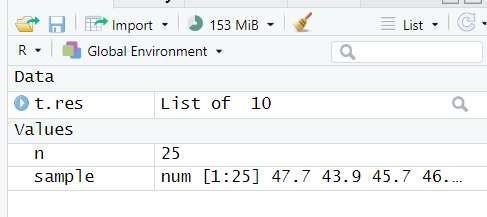 Import 153 MiB List
R Global Environment
Data
t.res List of 10
Values
n 25
sample num [1:25] 47.7 43.9 45.7 46.…